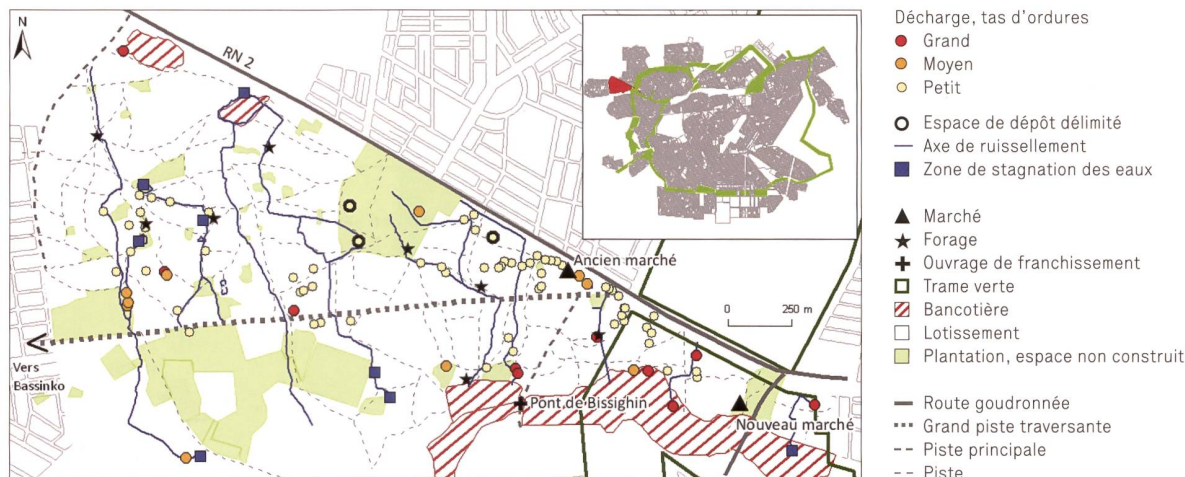 N
RN 2
Ancien marché
0 250 m
Vers
Bassinko
Pont de Bissighin
Nouveau marché
Décharge, tas d'ordures
Grand
Moyen
Petit
Espace de dépôt délimité
Axe de ruissellement
Zone de stagnation des eaux
Marché
Forage
Ouvrage de franchissement
Trame verte
Bancotière
Lotissement
Plantation, espace non construit
Route goudronnée
Grand piste traversante
Piste principale
Piste